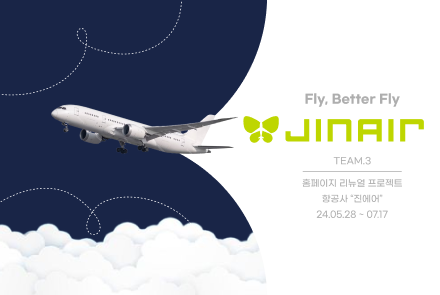 Fly, Better Fly
JINAIR
TEAM.3
홈페이지 리뉴얼 프로젝트
항공사 "진에어"
24.05.28 ~ 07.17